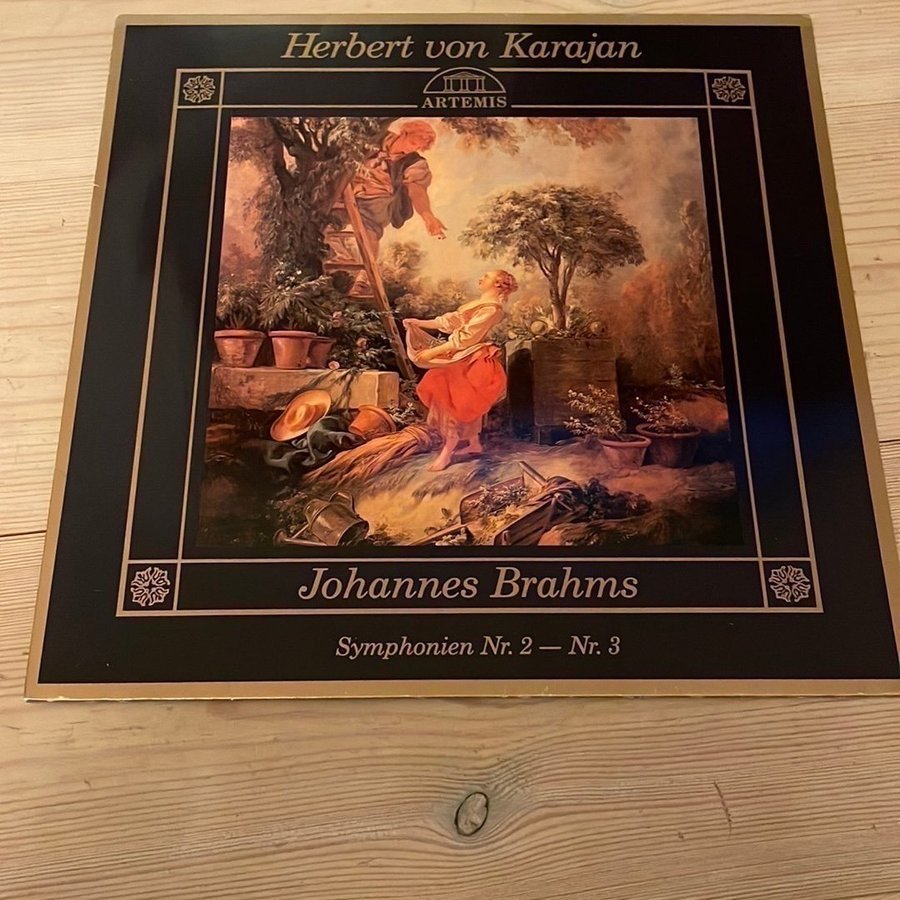 Herbert von Karajan
ARTEMIS
Johannes Brahms
Symphonien Nr. 2 — Nr. 3